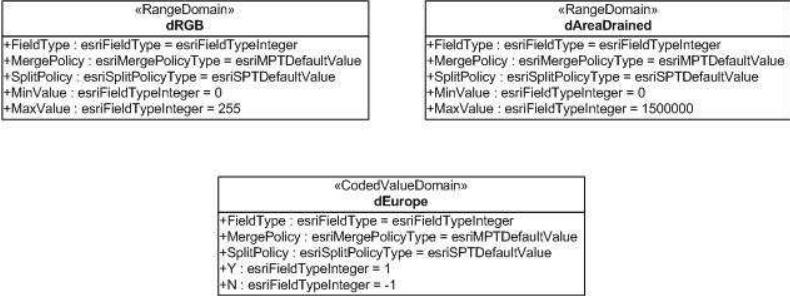 «RangeDomain»
dRGB
+FieldType : esriFieldType = esriFieldTypeInteger
+MergePolicy : esriMergePolicyType = esriMPTDefaultValue
+SplitPolicy : esriSplitPolicyType = esriSPTDefaultValue
+MinValue : esriFieldTypeInteger = 0
+MaxValue : esriFieldTypeInteger = 255
«RangeDomain»
dAreaDrained
+FieldType : esriFieldType = esriFieldTypeInteger
+MergePolicy : esriMergePolicyType = esriMPTDefaultValue
+SplitPolicy : esriSplitPolicyType = esriSPTDefaultValue
+MinValue : esriFieldTypeInteger = 0
+MaxValue : esriFieldTypeInteger = 1500000
«CodedValueDomain»
dEurope
+FieldType : esriFieldType = esriFieldTypeInteger
+MergePolicy : esriMergePolicyType = esriMPTDefaultValue
+SplitPolicy : esriSplitPolicyType = esriSPTDefaultValue
+Y : esriFieldTypeInteger = 1
+N : esriFieldTypeInteger = -1